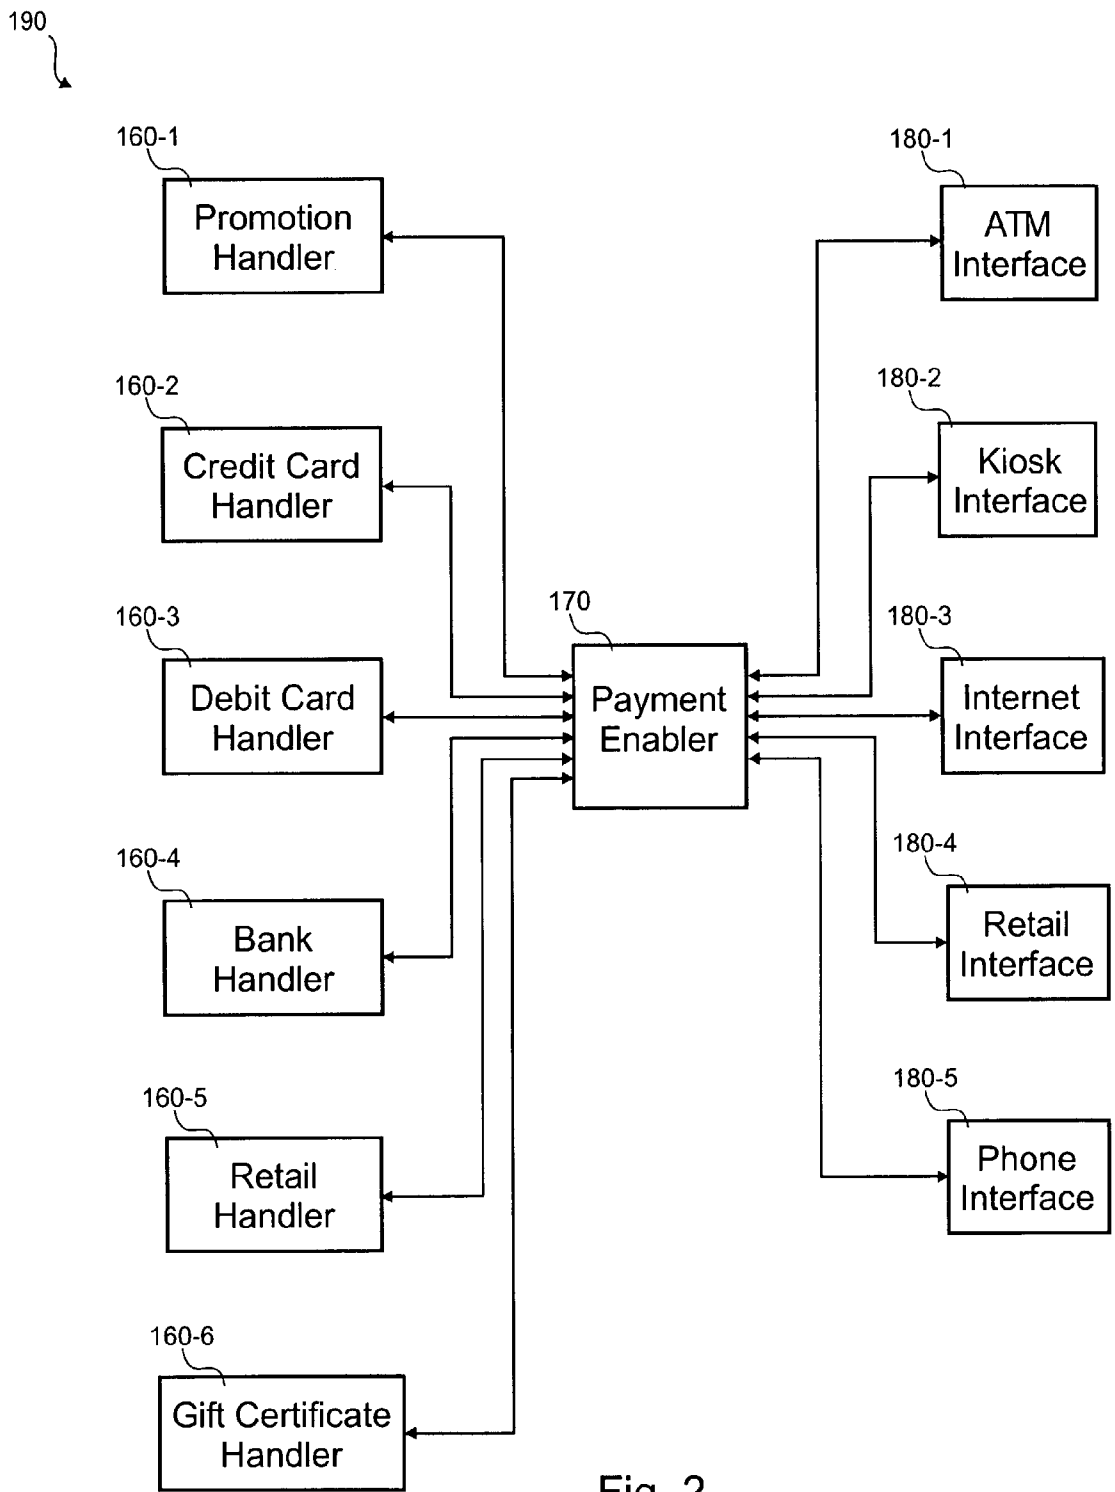 190
160-1
Promotion
Handler
180-1
ATM
Interface
160-2
Credit Card
Handler
180-2
Kiosk
Interface
170
Payment
Enabler
160-3
Debit Card
Handler
180-3
Internet
Interface
160-4
Bank
Handler
180-4
Retail
Interface
160-5
Retail
Handler
180-5
Phone
Interface
160-6
Gift Certificate
Handler
Fig. 2